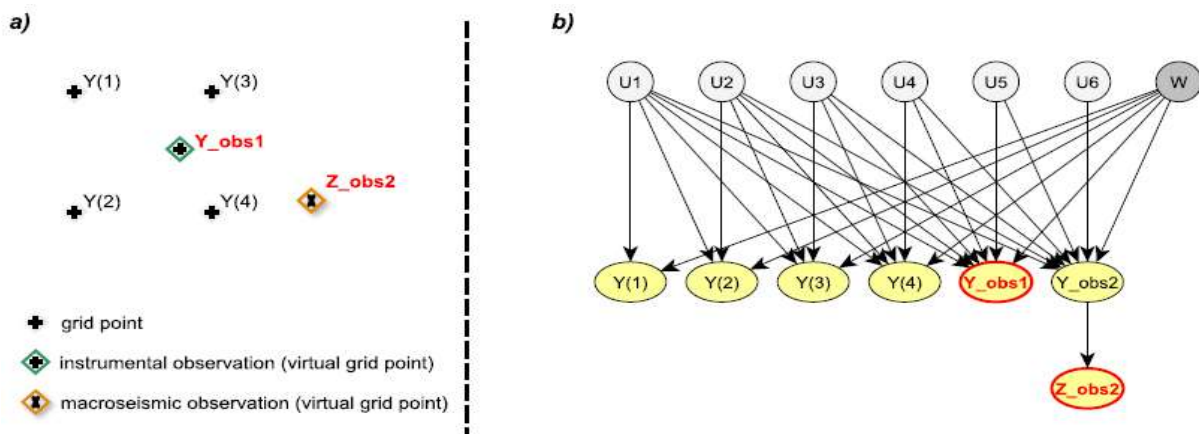 a)
Y(1)
Y(3)
Y_obs1
Z_obs2
Y(2)
Y(4)
grid point
instrumental observation (virtual grid point)
macroseismic observation (virtual grid point)
b)
U1 U2 U3 U4 U5 U6 W
Y(1) Y(2) Y(3) Y(4) Y_obs1 Y_obs2
Z_obs2